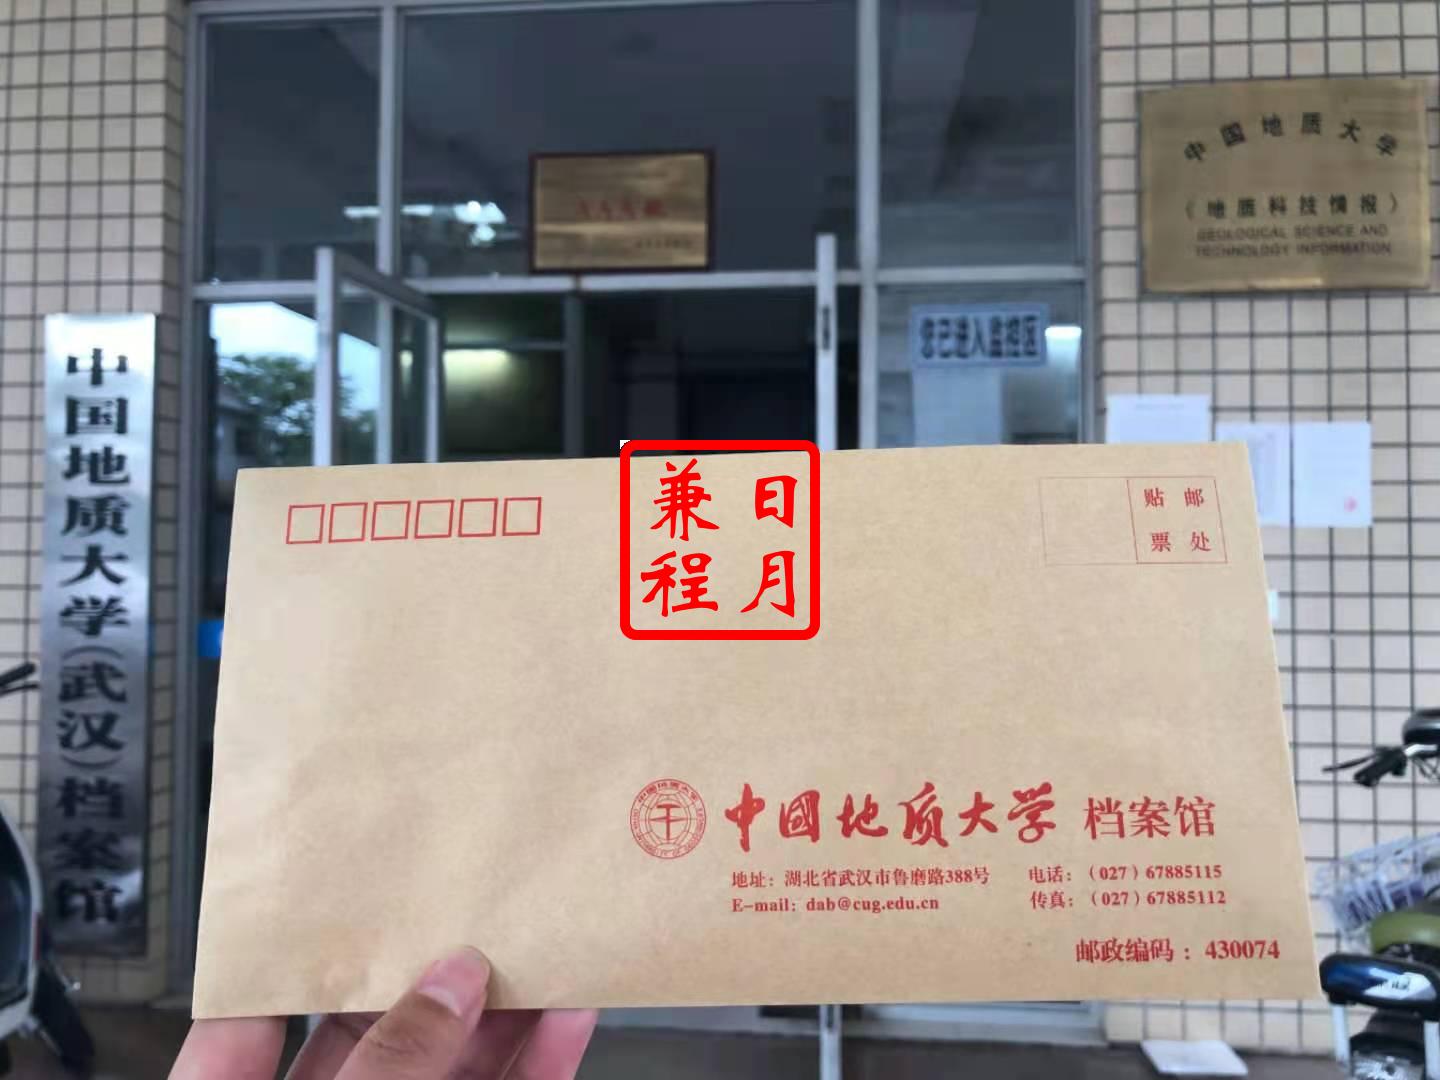 中国地质大学
（地质科技情报）
GEOLOGICAL SCIENCE AND
TECHNOLOGY INFORMATION
您已进入监控区
中国地质大学(武汉)档案馆
日月
兼程
贴邮
票处
中國地质大学 档案馆
地址：湖北省武汉市鲁磨路388号 电话：（027）67885115
E-mail：dab@cug.edu.cn 传真：（027）67885112
邮政编码：430074